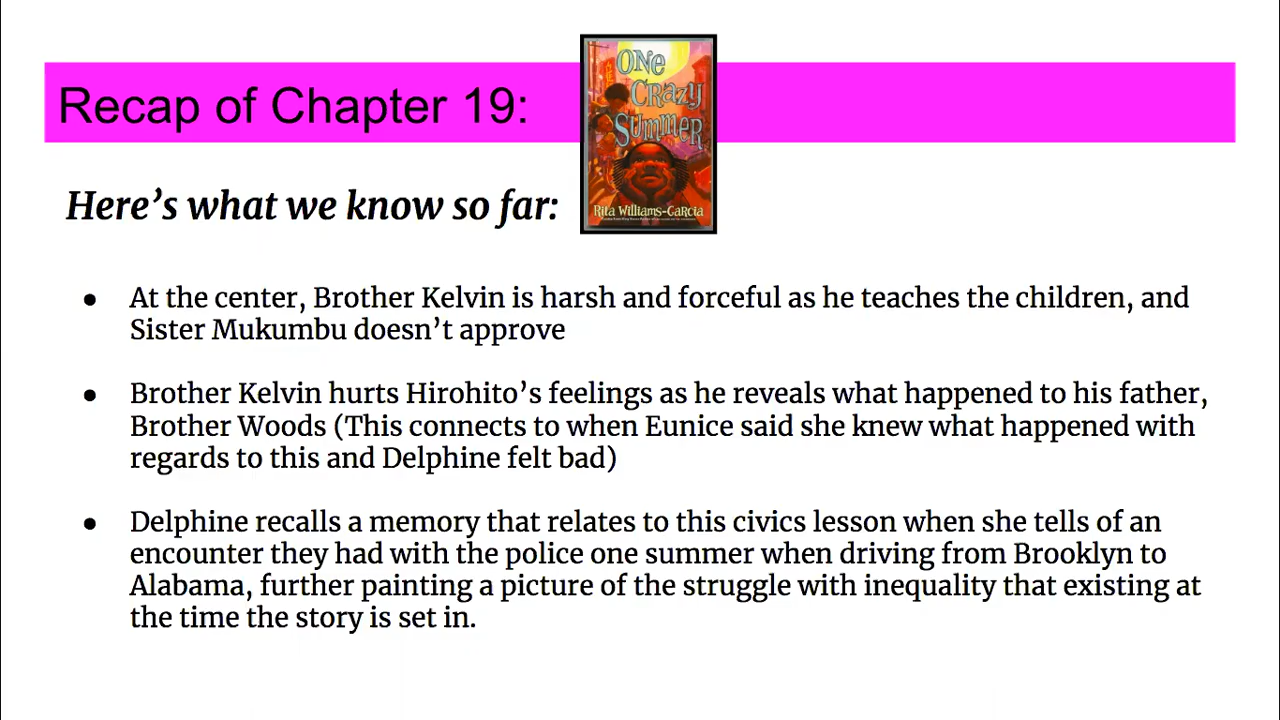 Recap of Chapter 19:
ONe
CRazy
SummeR
Rita Williams-Garcia
Here's what we know so far:
● At the center, Brother Kelvin is harsh and forceful as he teaches the children, and
Sister Mukumbu doesn't approve
● Brother Kelvin hurts Hirohito's feelings as he reveals what happened to his father,
Brother Woods (This connects to when Eunice said she knew what happened with
regards to this and Delphine felt bad)
● Delphine recalls a memory that relates to this civics lesson when she tells of an
encounter they had with the police one summer when driving from Brooklyn to
Alabama, further painting a picture of the struggle with inequality that existing at
the time the story is set in.